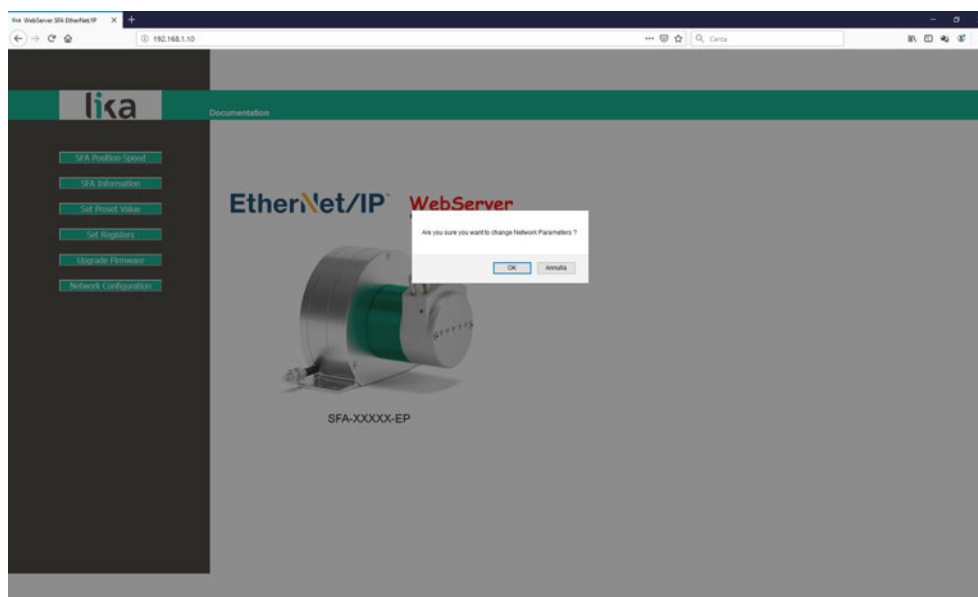 lika WebServer SFA EtherNet/IP
192.168.1.10
Cerca
lika
Documentation
SFA Position-Speed
SFA Information
Set Preset Value
Set Registers
Upgrade Firmware
Network Configuration
EtherNet/IP™ WebServer
Are you sure you want to change Network Parameters ?
OK Annulla
SFA-XXXXX-EP